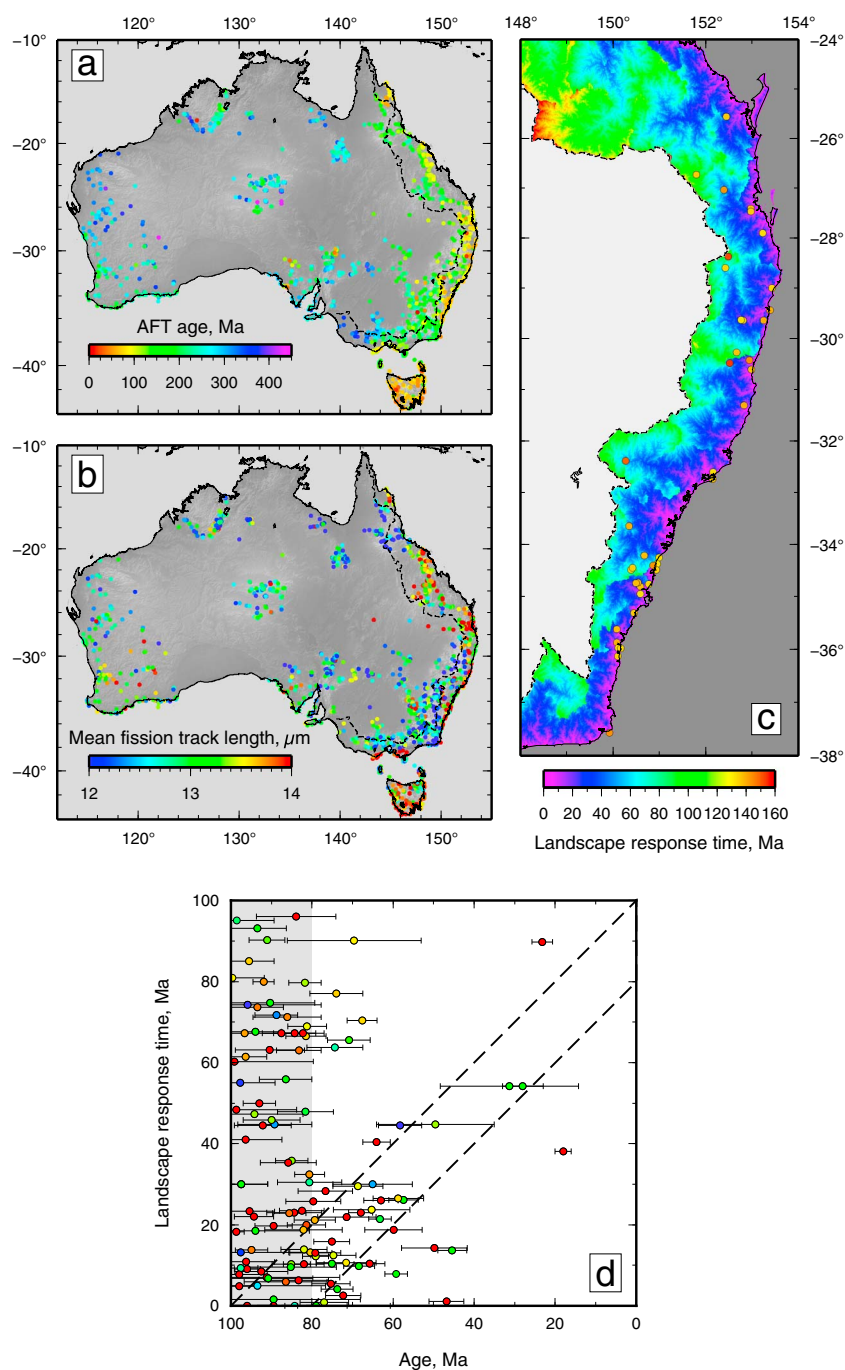 120° 130° 140° 150°
−10°
−20°
−30°
−40°
a
AFT age, Ma
0 100 200 300 400
−10°
−20°
−30°
−40°
b
Mean fission track length, µm
12 13 14
120° 130° 140° 150°
148° 150° 152° 154°
−24°
−26°
−28°
−30°
−32°
−34°
−36°
−38°
c
0 20 40 60 80 100 120 140 160
Landscape response time, Ma
Landscape response time, Ma
100
80
60
40
20
0
d
100 80 60 40 20 0
Age, Ma